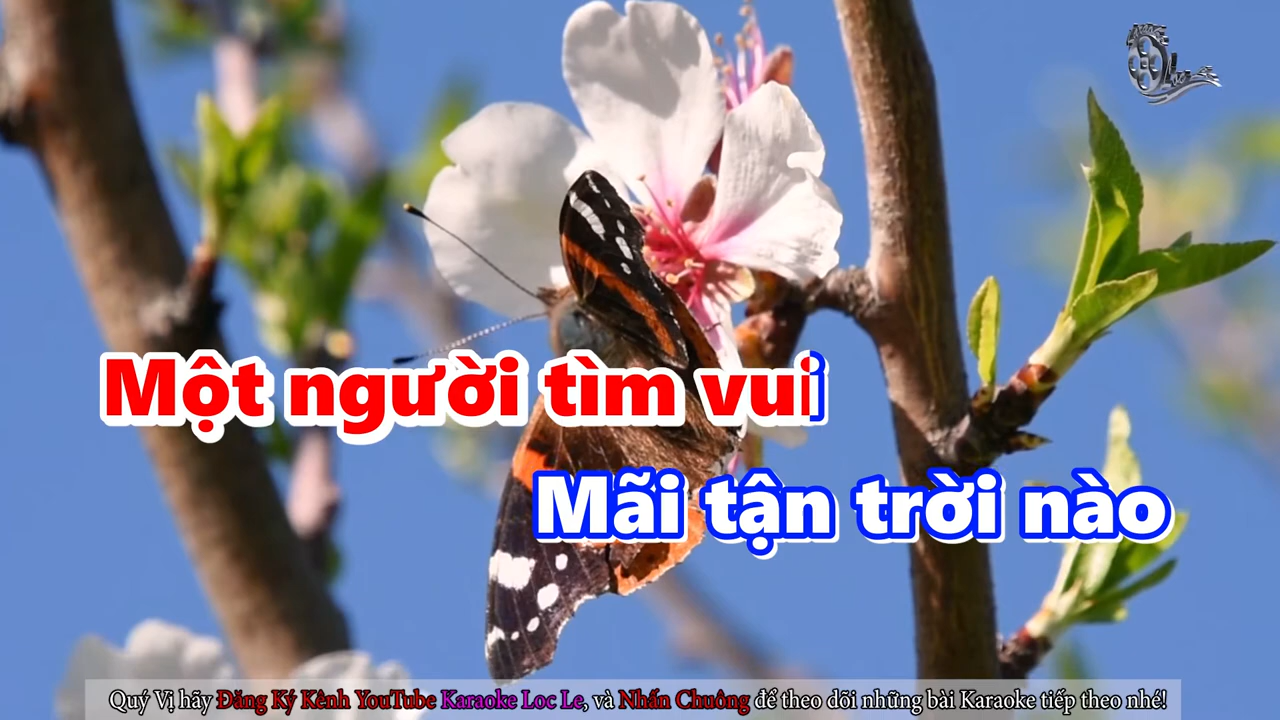 Một người tìm vui
Mãi tận trời nào
Quý Vị hãy Đăng Ký Kênh YouTube Karaoke Loc Le, và Nhấn Chuông để theo dõi những bài Karaoke tiếp theo nhé!